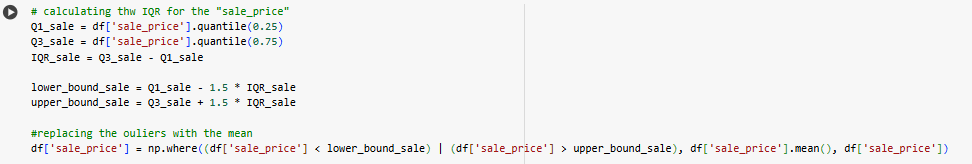 # calculating thw IQR for the "sale_price"
Q1_sale = df['sale_price'].quantile(0.25)
Q3_sale = df['sale_price'].quantile(0.75)
IQR_sale = Q3_sale - Q1_sale
lower_bound_sale = Q1_sale - 1.5 * IQR_sale
upper_bound_sale = Q3_sale + 1.5 * IQR_sale
#replacing the ouliers with the mean
df['sale_price'] = np.where((df['sale_price'] < lower_bound_sale) | (df['sale_price'] > upper_bound_sale), df['sale_price'].mean(), df['sale_price'])